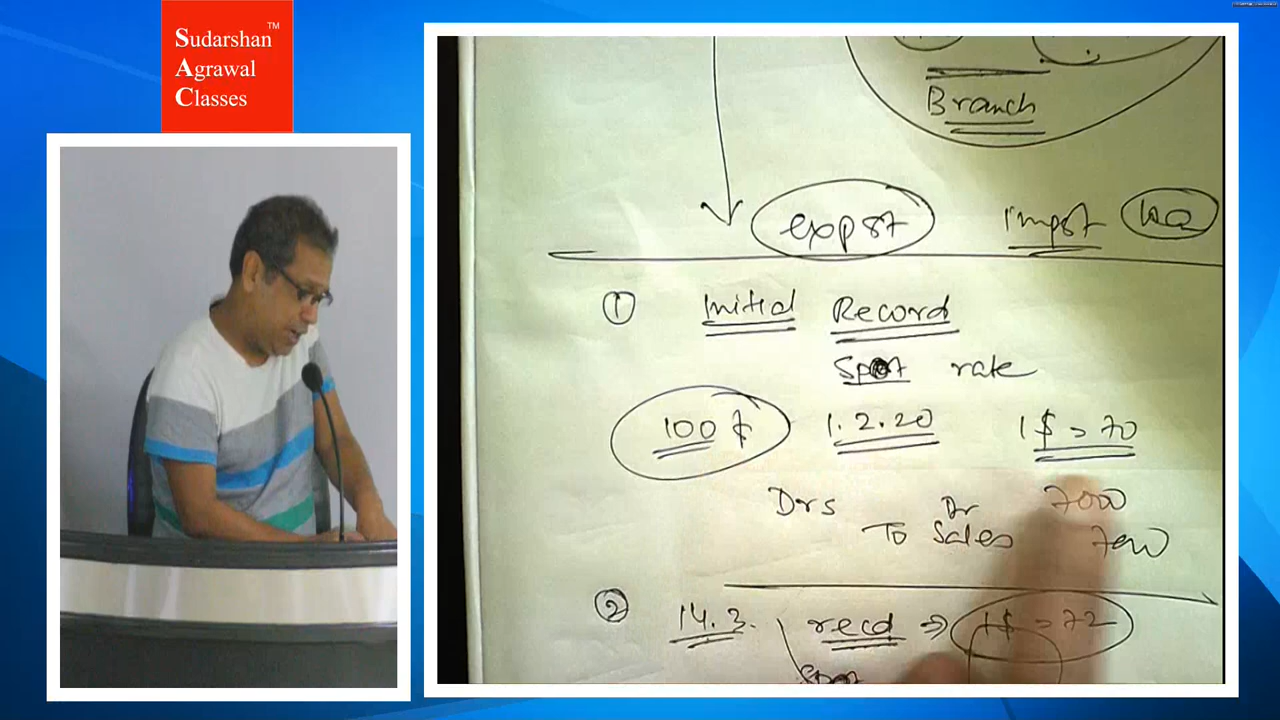 Sudarshan™
Agrawal
Classes
Branch
export import
① Initial Record
Spot rate
100 $ 1.2.20 1$ = 70
Drs Dr 7000
To Sales 7000
② 14.3. recd ⇒ 1$ = 72
Spot